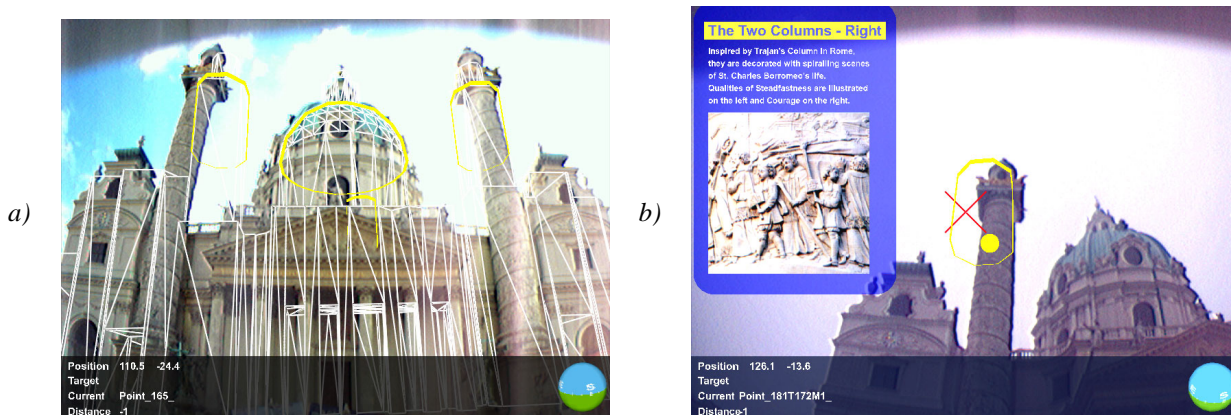 a)
Position 110.5 -24.4
Target
Current Point_165_
Distance -1
S
b)
The Two Columns - Right
Inspired by Trajan's Column in Rome,
they are decorated with spiralling scenes
of St. Charles Borromeo's life.
Qualities of Steadfastness are illustrated
on the left and Courage on the right.
Position 126.1 -13.6
Target
Current Point_181T172M1_
Distance-1